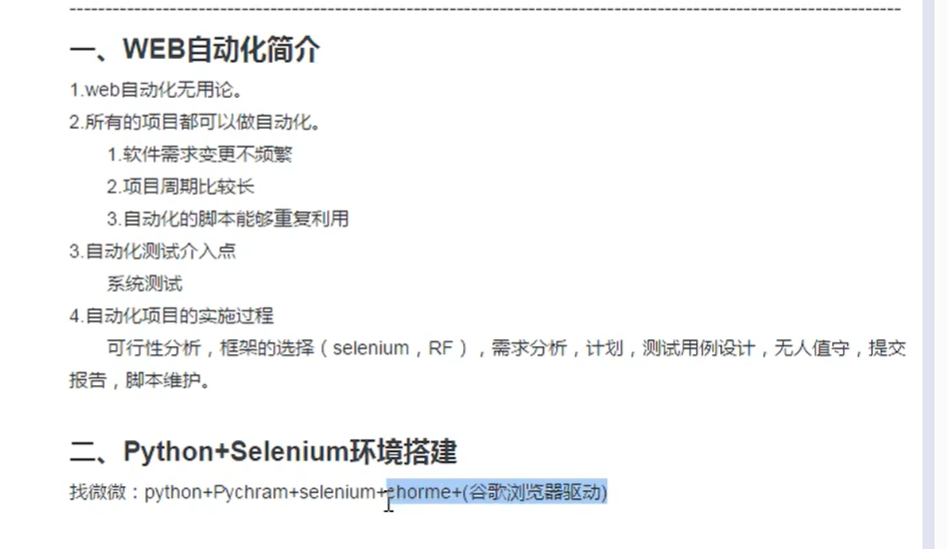 一、WEB自动化简介
1.web自动化无用论。
2.所有的项目都可以做自动化。
1.软件需求变更不频繁
2.项目周期比较长
3.自动化的脚本能够重复利用
3.自动化测试介入点
系统测试
4.自动化项目的实施过程
可行性分析，框架的选择（selenium，RF），需求分析，计划，测试用例设计，无人值守，提交
报告，脚本维护。
二、Python+Selenium环境搭建
找微微：python+Pychram+selenium+chorme+(谷歌浏览器驱动)